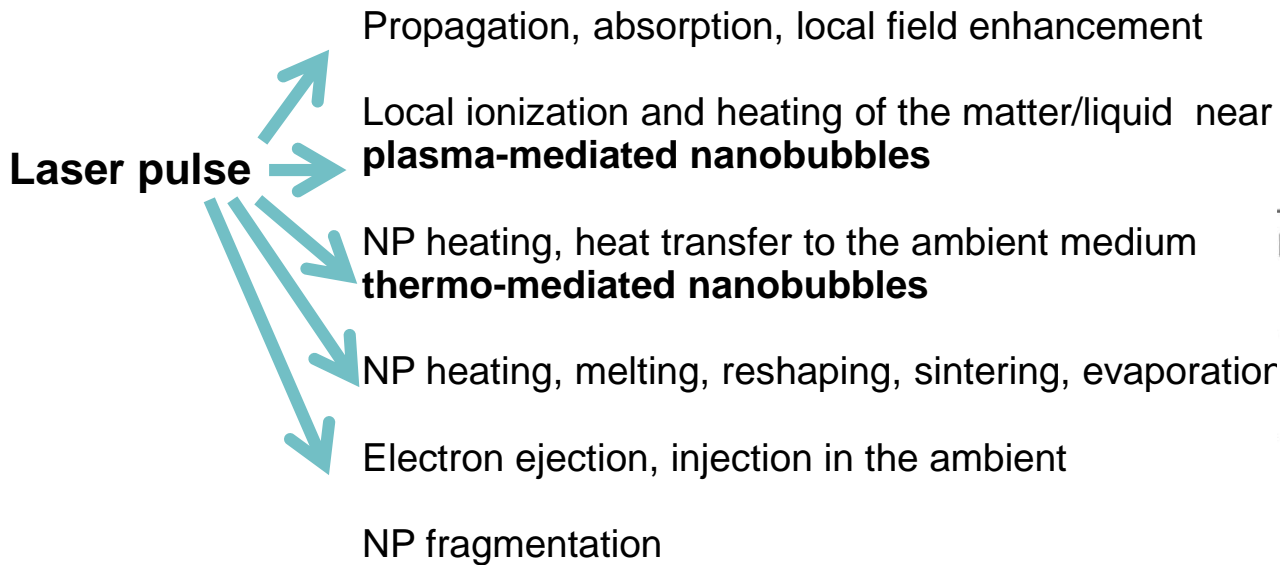 Propagation, absorption, local field enhancement
Local ionization and heating of the matter/liquid near
plasma-mediated nanobubbles
Laser pulse
NP heating, heat transfer to the ambient medium
thermo-mediated nanobubbles
NP heating, melting, reshaping, sintering, evaporation
Electron ejection, injection in the ambient
NP fragmentation